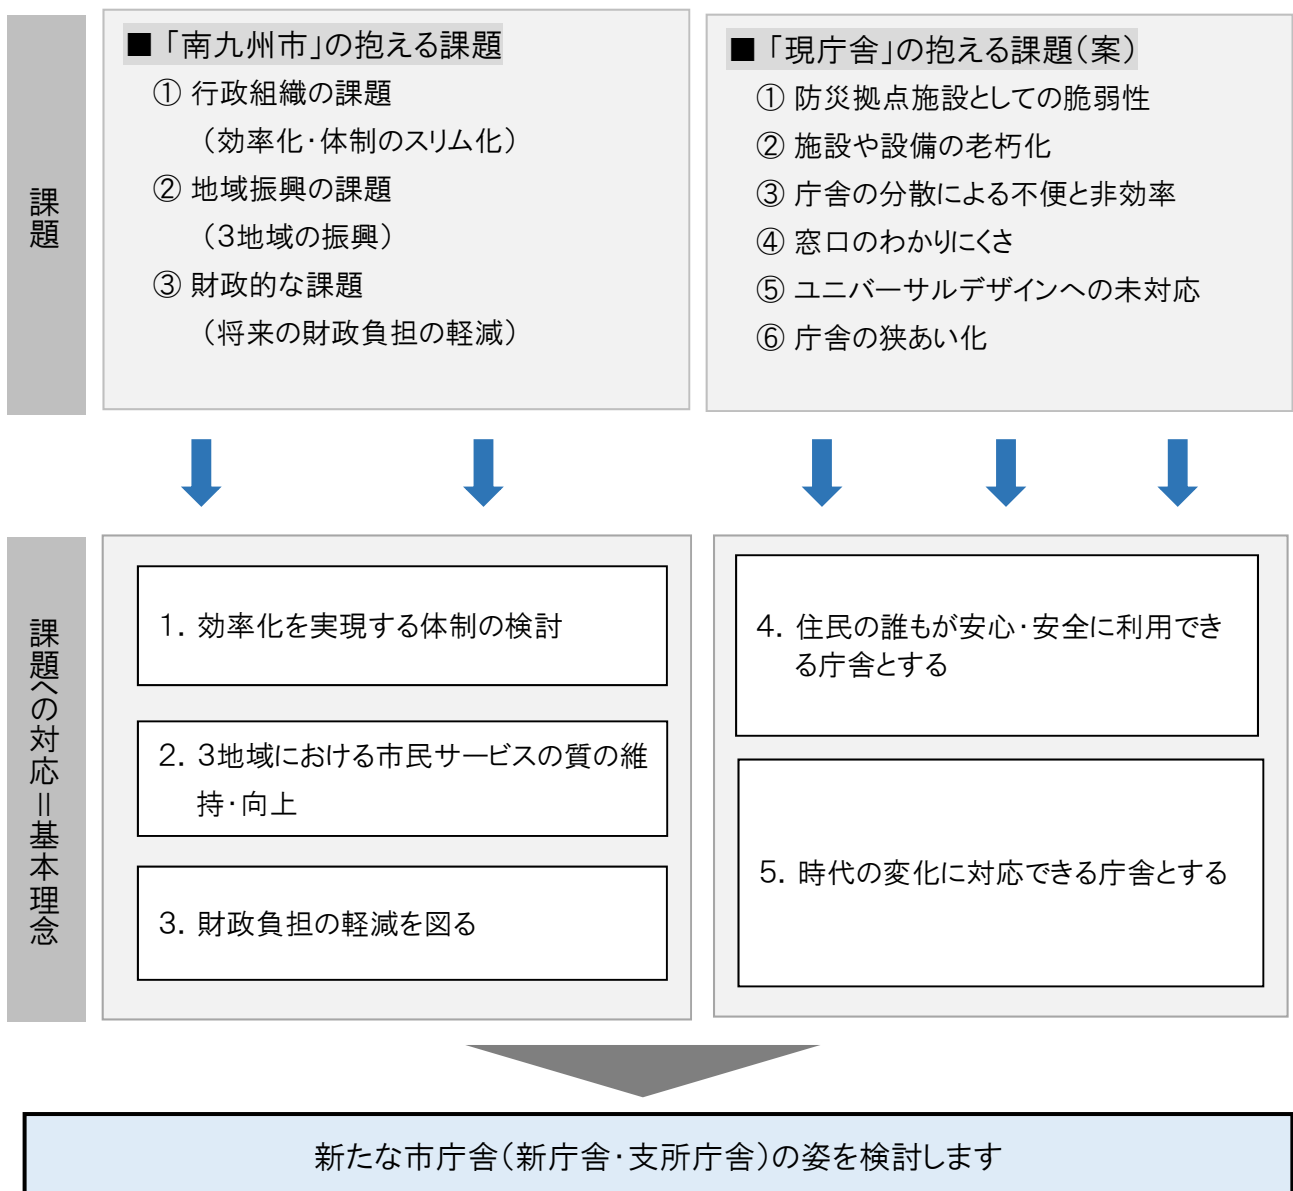 課題
■「南九州市」の抱える課題
① 行政組織の課題
（効率化・体制のスリム化）
② 地域振興の課題
（3地域の振興）
③ 財政的な課題
（将来の財政負担の軽減）
■「現庁舎」の抱える課題（案）
① 防災拠点施設としての脆弱性
② 施設や設備の老朽化
③ 庁舎の分散による不便と非効率
④ 窓口のわかりにくさ
⑤ ユニバーサルデザインへの未対応
⑥ 庁舎の狭あい化
課題への対応＝基本理念
1．効率化を実現する体制の検討
2．3地域における市民サービスの質の維
持・向上
3．財政負担の軽減を図る
4．住民の誰もが安心・安全に利用でき
る庁舎とする
5．時代の変化に対応できる庁舎とする
新たな市庁舎（新庁舎・支所庁舎）の姿を検討します